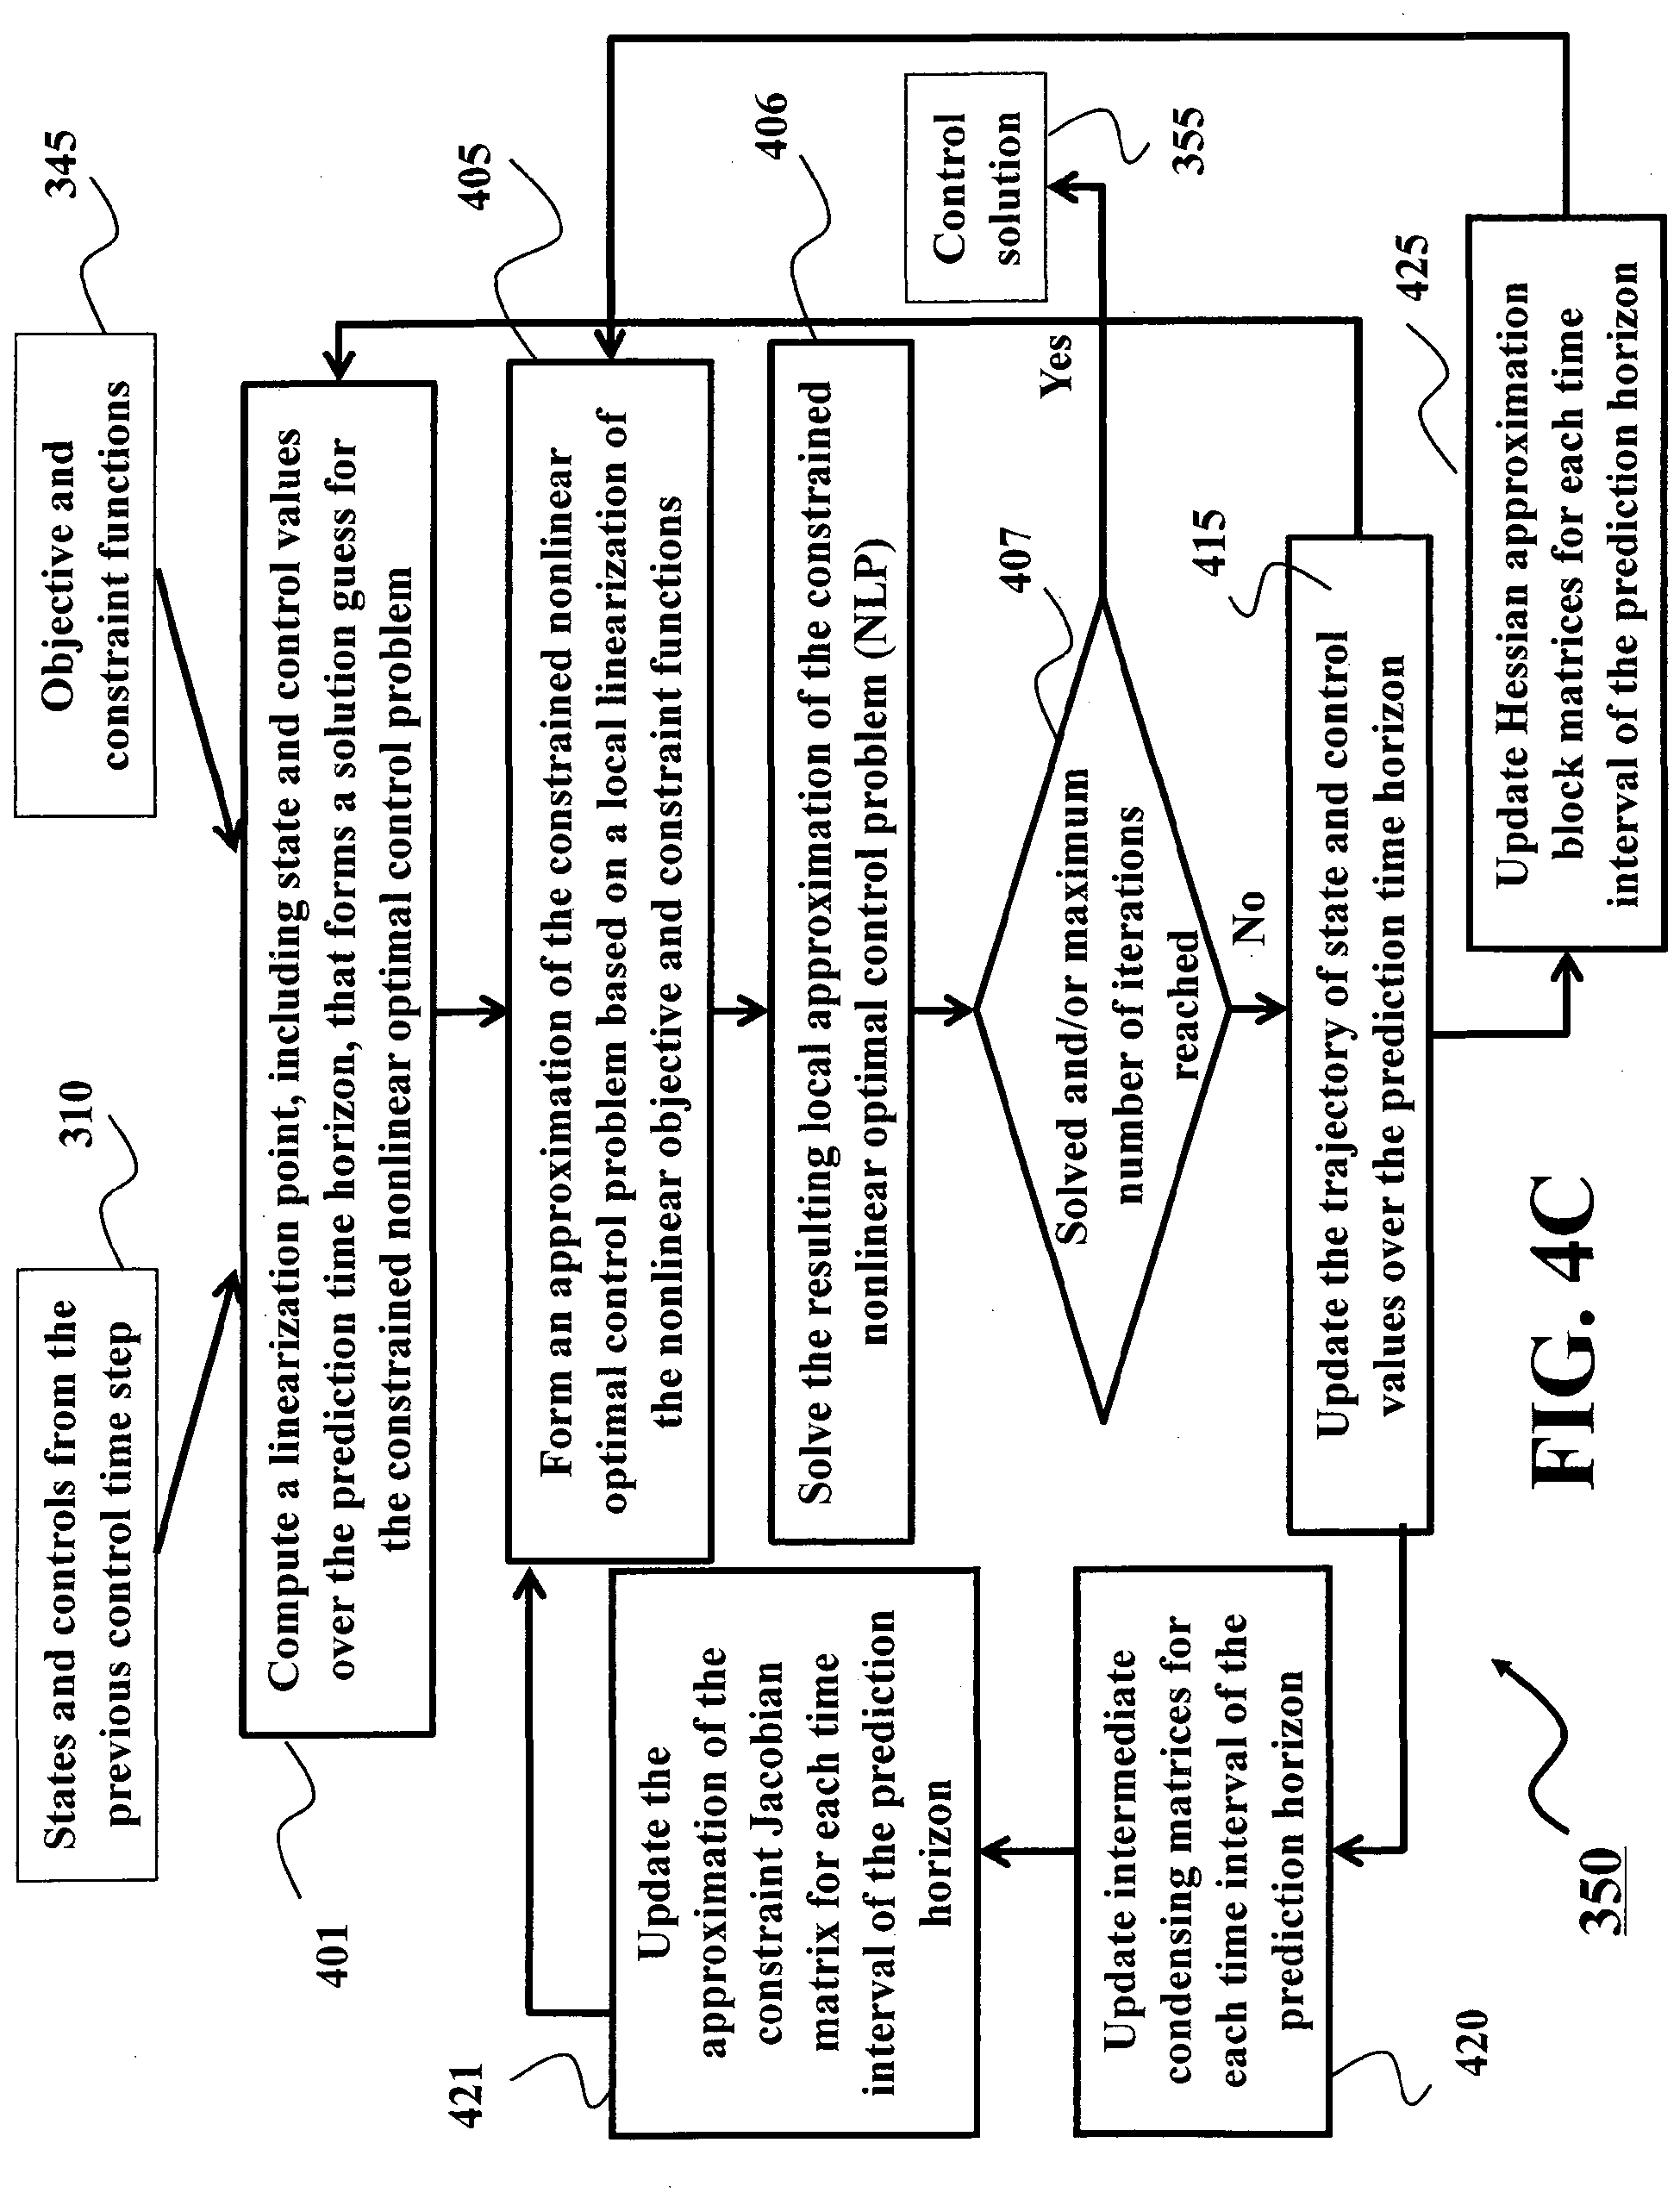 States and controls from the
previous control time step
310
Objective and
constraint functions
345
Compute a linearization point, including state and control values
over the prediction time horizon, that forms a solution guess for
the constrained nonlinear optimal control problem
401
Form an approximation of the constrained nonlinear
optimal control problem based on a local linearization of
the nonlinear objective and constraint functions
405
Solve the resulting local approximation of the constrained
nonlinear optimal control problem (NLP)
406
Solved and/or maximum
number of iterations
reached
407
Yes
Control
solution
355
No
Update the trajectory of state and control
values over the prediction time horizon
415
Update Hessian approximation
block matrices for each time
interval of the prediction horizon
425
Update intermediate
condensing matrices for
each time interval of the
prediction horizon
420
Update the
approximation of the
constraint Jacobian
matrix for each time
interval of the prediction
horizon
421
350
FIG. 4C